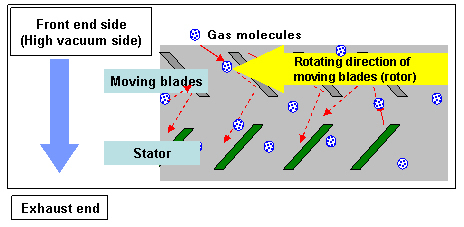 Front end side
(High vacuum side)
Gas molecules
Rotating direction of
moving blades (rotor)
Moving blades
Stator
Exhaust end